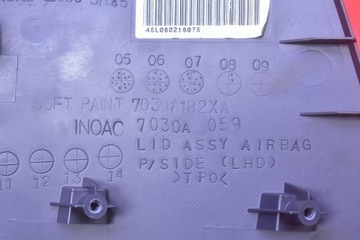 45L080218075
05 06 07 08 09
SOFT PAINT 7030A182XA
INOAC 7030A 059
LID ASSY AIRBAG
P/SIDE (LHD)
>TPO<
11 12 13 14